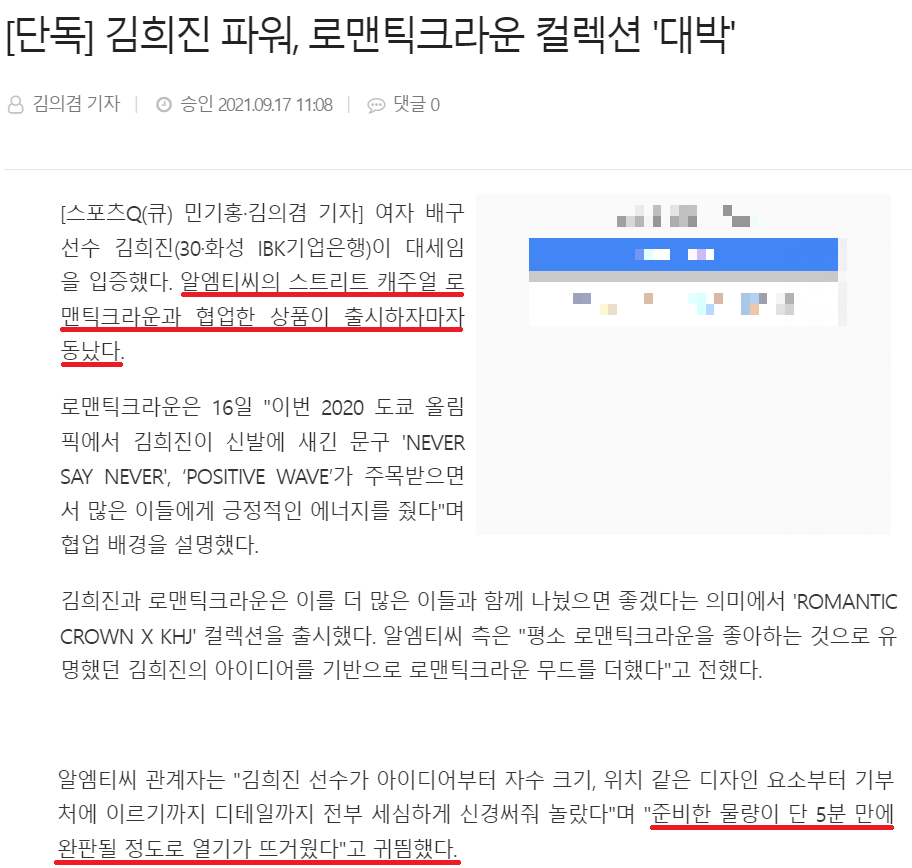 [단독] 김희진 파워, 로맨틱크라운 컬렉션 '대박'
김의겸 기자 | 승인 2021.09.17 11:08 | 댓글 0
[스포츠Q(큐) 민기홍·김의겸 기자] 여자 배구
선수 김희진(30·화성 IBK기업은행)이 대세임
을 입증했다. 알엠티씨의 스트리트 캐주얼 로
맨틱크라운과 협업한 상품이 출시하자마자
동났다.
로맨틱크라운은 16일 "이번 2020 도쿄 올림
픽에서 김희진이 신발에 새긴 문구 'NEVER
SAY NEVER', ‘POSITIVE WAVE’가 주목받으면
서 많은 이들에게 긍정적인 에너지를 줬다"며
협업 배경을 설명했다.
김희진과 로맨틱크라운은 이를 더 많은 이들과 함께 나눴으면 좋겠다는 의미에서 'ROMANTIC
CROWN X KHJ' 컬렉션을 출시했다. 알엠티씨 측은 "평소 로맨틱크라운을 좋아하는 것으로 유
명했던 김희진의 아이디어를 기반으로 로맨틱크라운 무드를 더했다"고 전했다.
알엠티씨 관계자는 "김희진 선수가 아이디어부터 자수 크기, 위치 같은 디자인 요소부터 기부
처에 이르기까지 디테일까지 전부 세심하게 신경써줘 놀랐다"며 "준비한 물량이 단 5분 만에
완판될 정도로 열기가 뜨거웠다"고 귀띔했다.